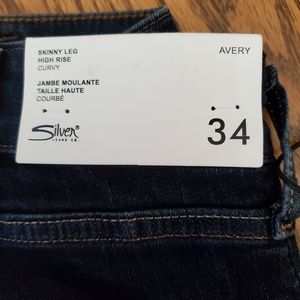 SKINNY LEG
HIGH RISE
CURVY
AVERY
JAMBE MOULANTE
TAILLE HAUTE
COURBÉ
Silver®
JEANS CO.
34